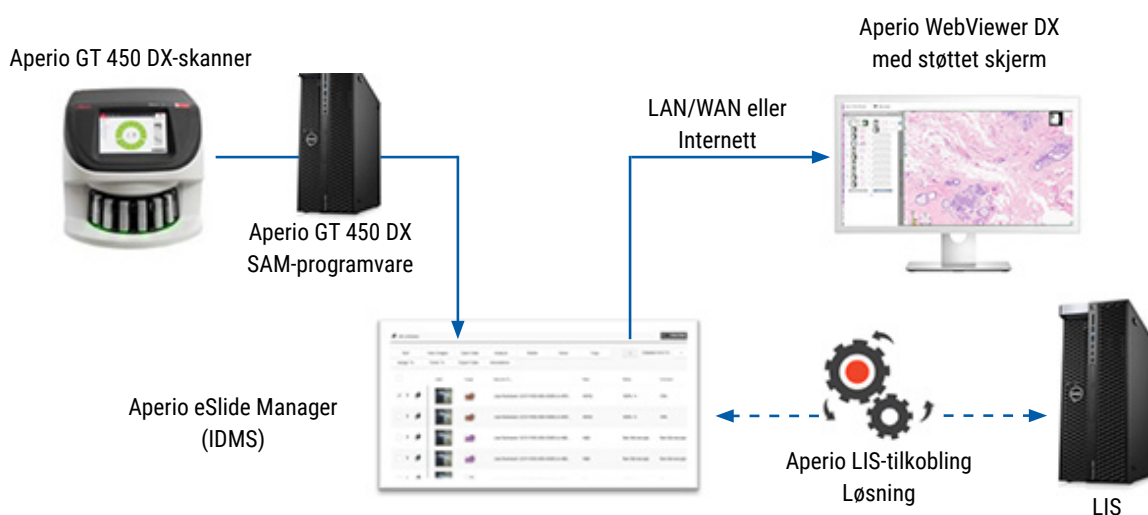 Aperio GT 450 DX-skanner
Aperio WebViewer DX
med støttet skjerm
LAN/WAN eller
Internett
Aperio GT 450 DX
SAM-programvare
Aperio eSlide Manager
(IDMS)
Aperio LIS-tilkobling
Løsning
LIS